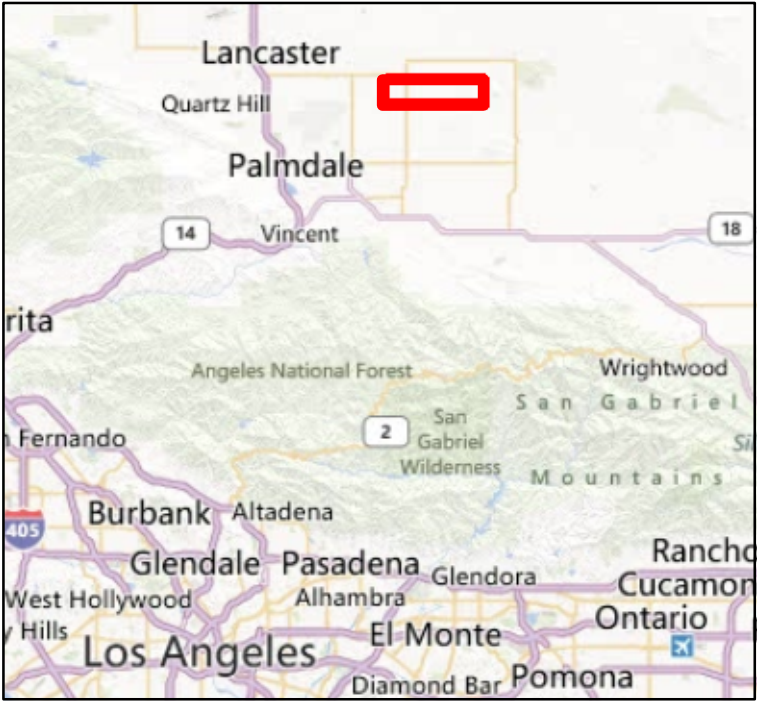 Lancaster
Quartz Hill
Palmdale
14
Vincent
18
rita
Angeles National Forest
Wrightwood
San Gabriel
2
San
Gabriel
Wilderness
n Fernando
Sil
Mountains
405
Burbank
Altadena
Glendale
Pasadena
Glendora
Rancho
Cucamon
West Hollywood
Alhambra
Ontario
y Hills
El Monte
Los Angeles
Diamond Bar
Pomona